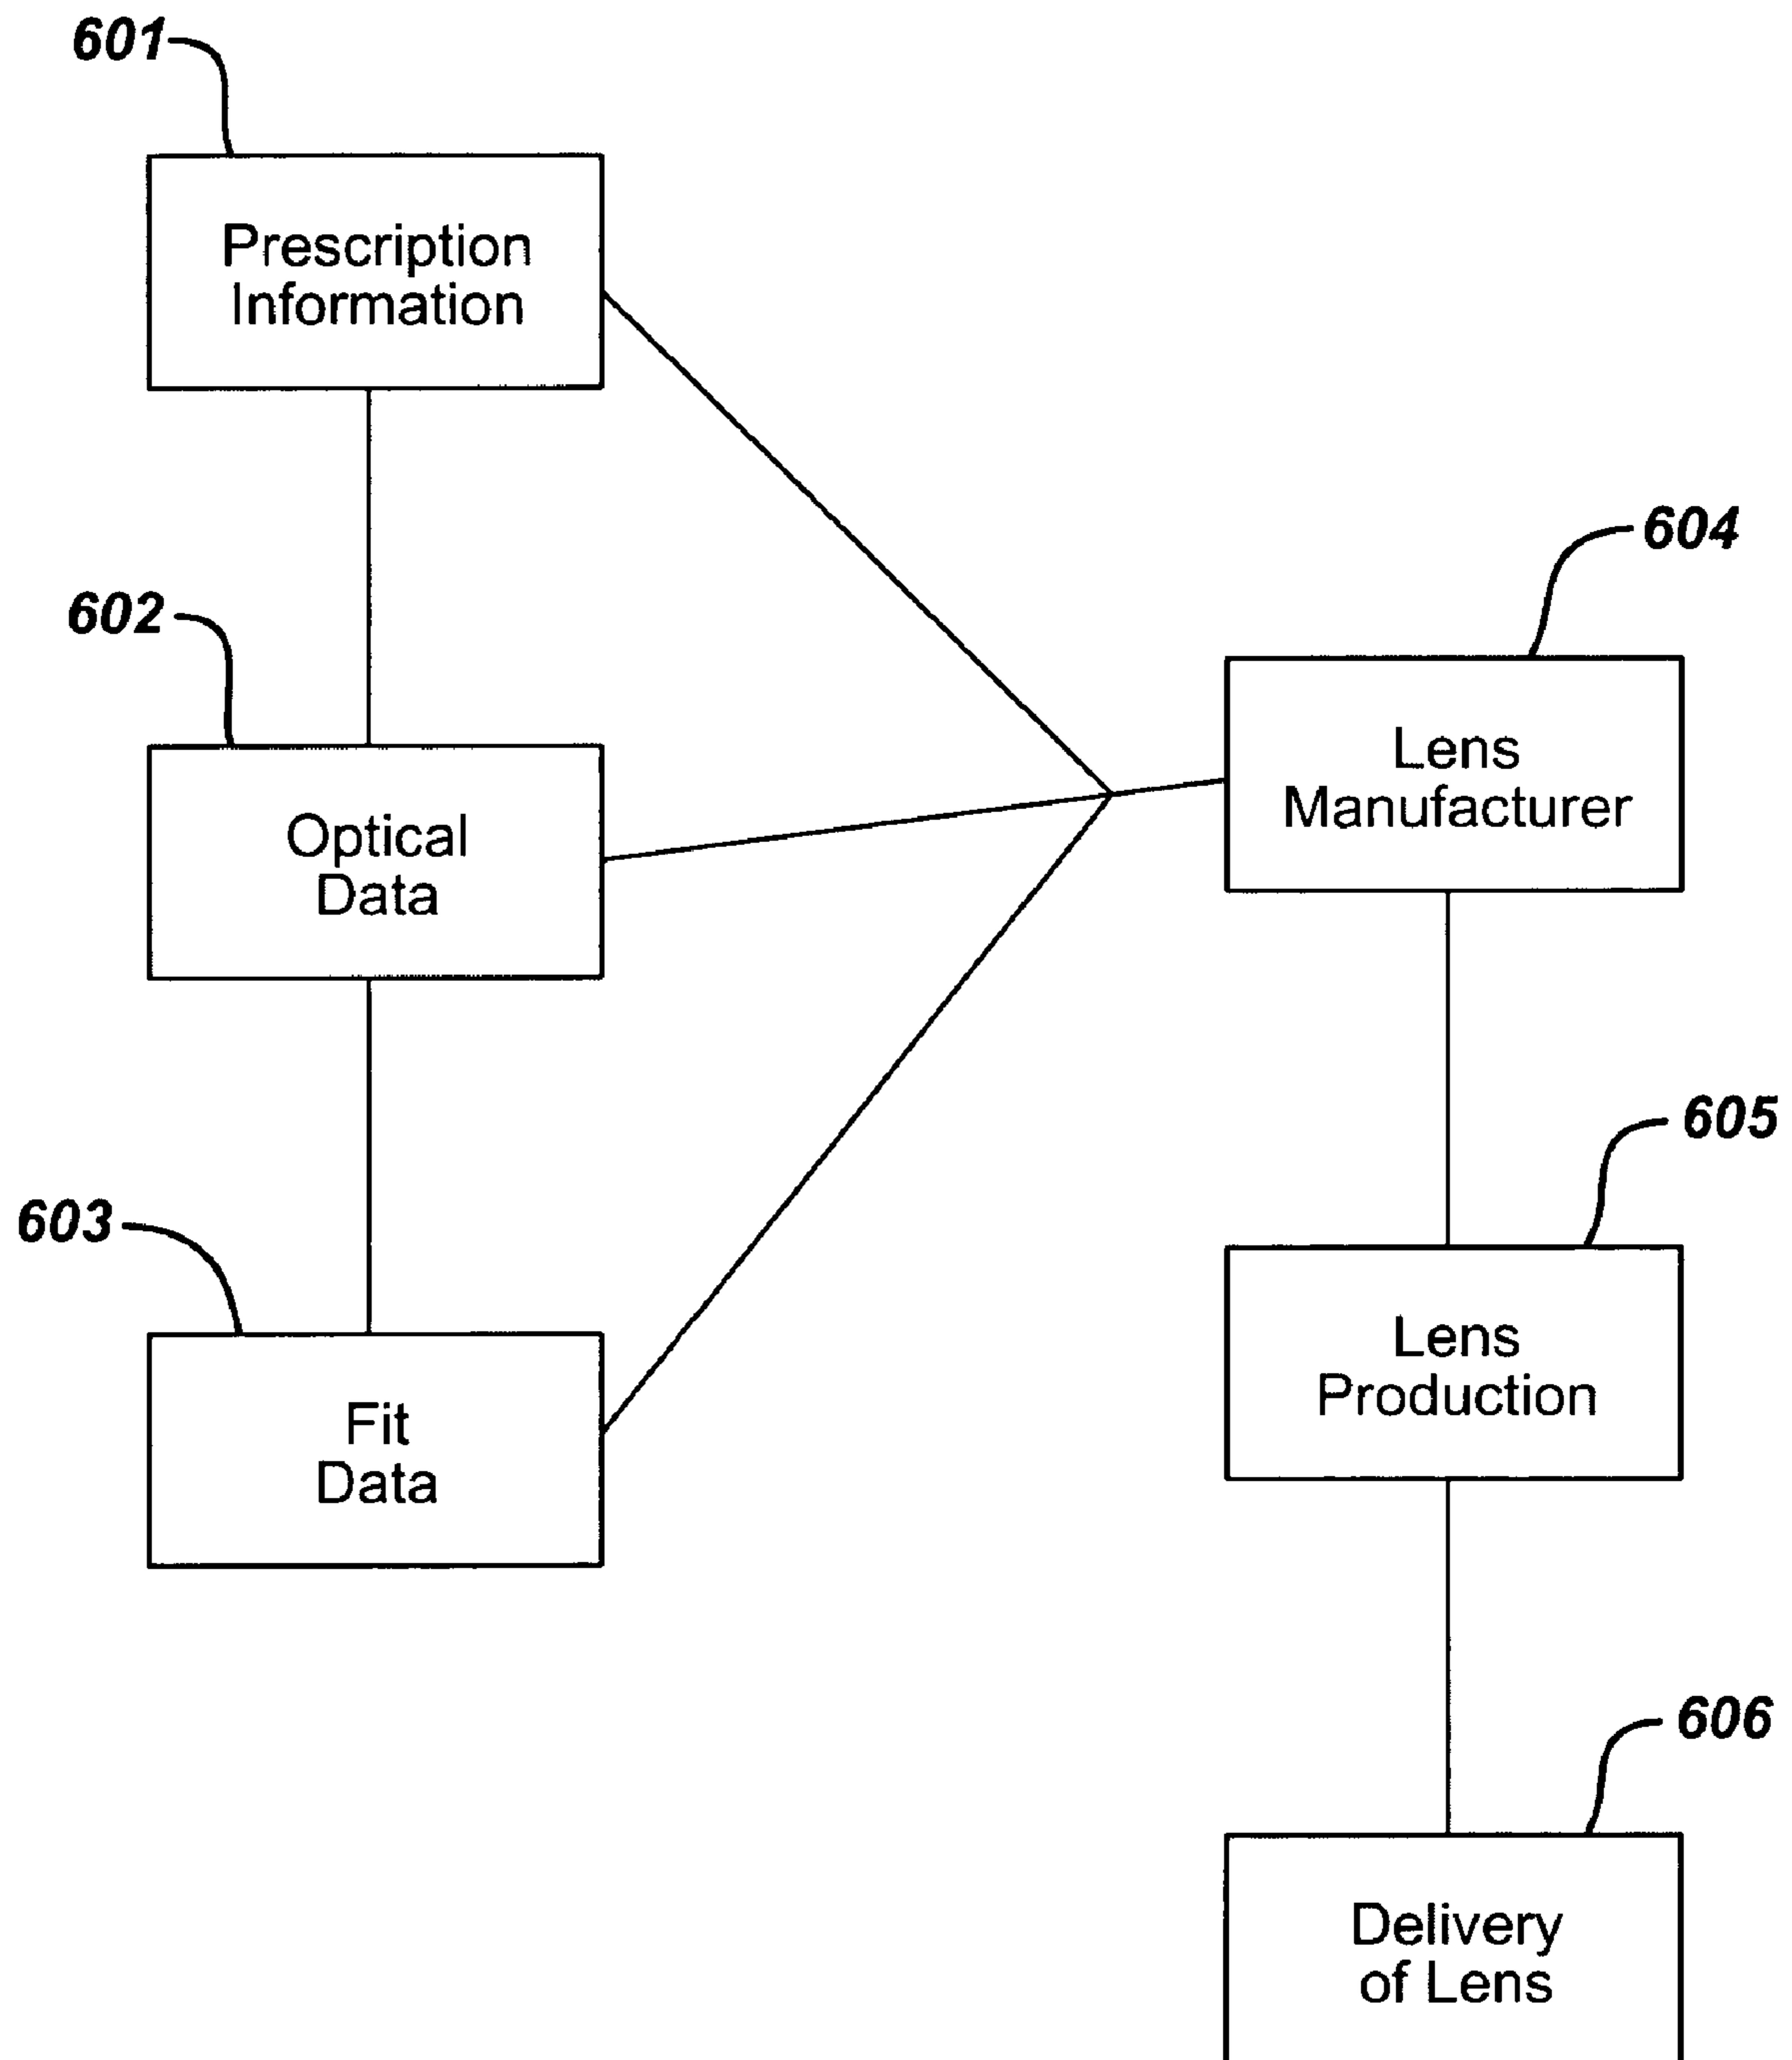 601
Prescription
Information
602
Optical
Data
603
Fit
Data
604
Lens
Manufacturer
605
Lens
Production
606
Delivery
of Lens